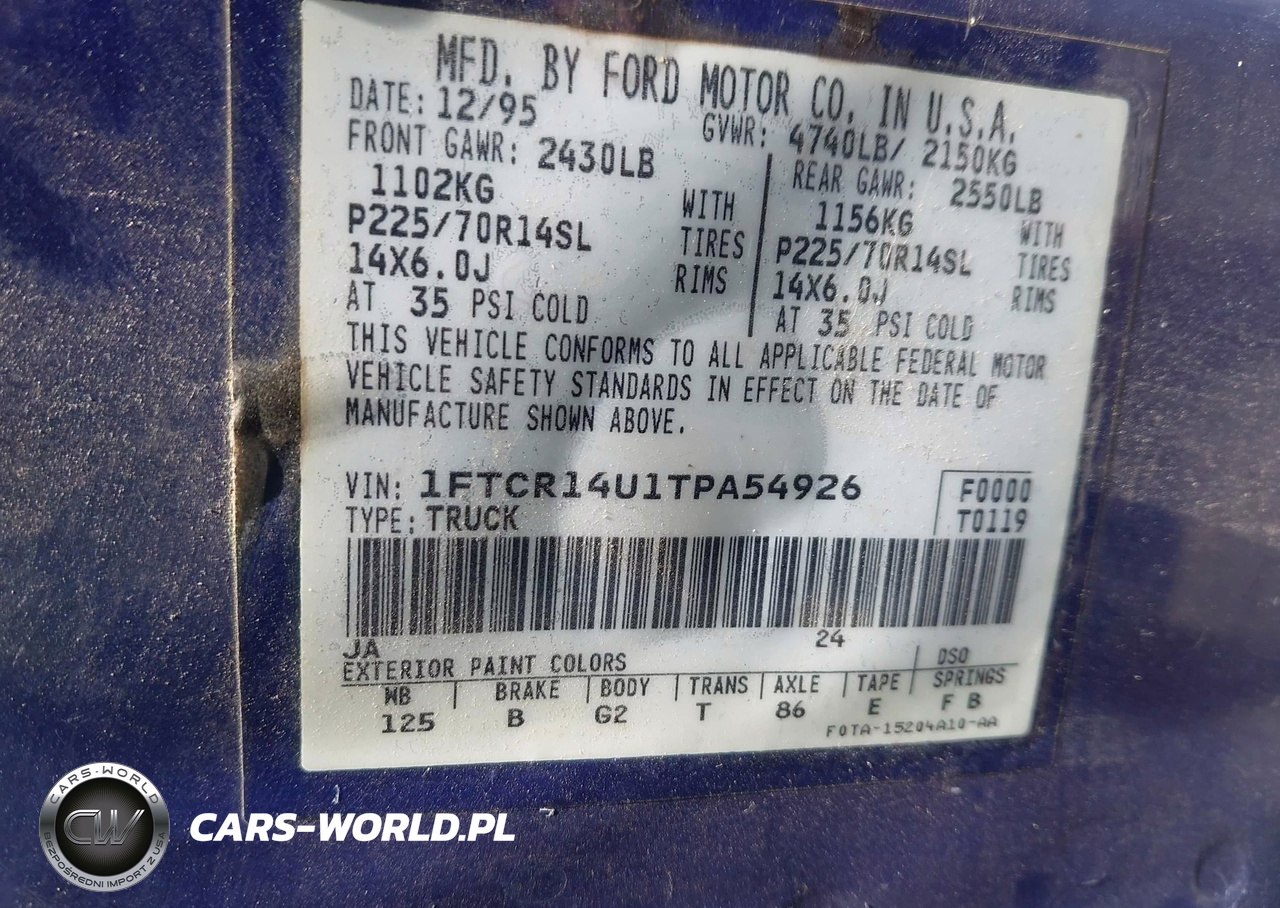 MFD. BY FORD MOTOR CO. IN U.S.A.
DATE: 12/95 GVWR: 4740LB/ 2150KG
FRONT GAWR: 2430LB REAR GAWR: 2550LB
1102KG WITH 1156KG WITH
P225/70R14SL TIRES P225/70R14SL TIRES
14X6.0J RIMS 14X6.0J RIMS
AT 35 PSI COLD AT 35 PSI COLD
THIS VEHICLE CONFORMS TO ALL APPLICABLE FEDERAL MOTOR
VEHICLE SAFETY STANDARDS IN EFFECT ON THE DATE OF
MANUFACTURE SHOWN ABOVE.
VIN: 1FTCR14U1TPA54926 F0000
TYPE: TRUCK T0119
JA 24
EXTERIOR PAINT COLORS DSO
WB BRAKE BODY TRANS AXLE TAPE SPRINGS
125 B G2 T 86 E F B
F0TA-15204A10-AA
CARS-WORLD
CW
BEZPOŚREDNI IMPORT Z USA
CARS-WORLD.PL